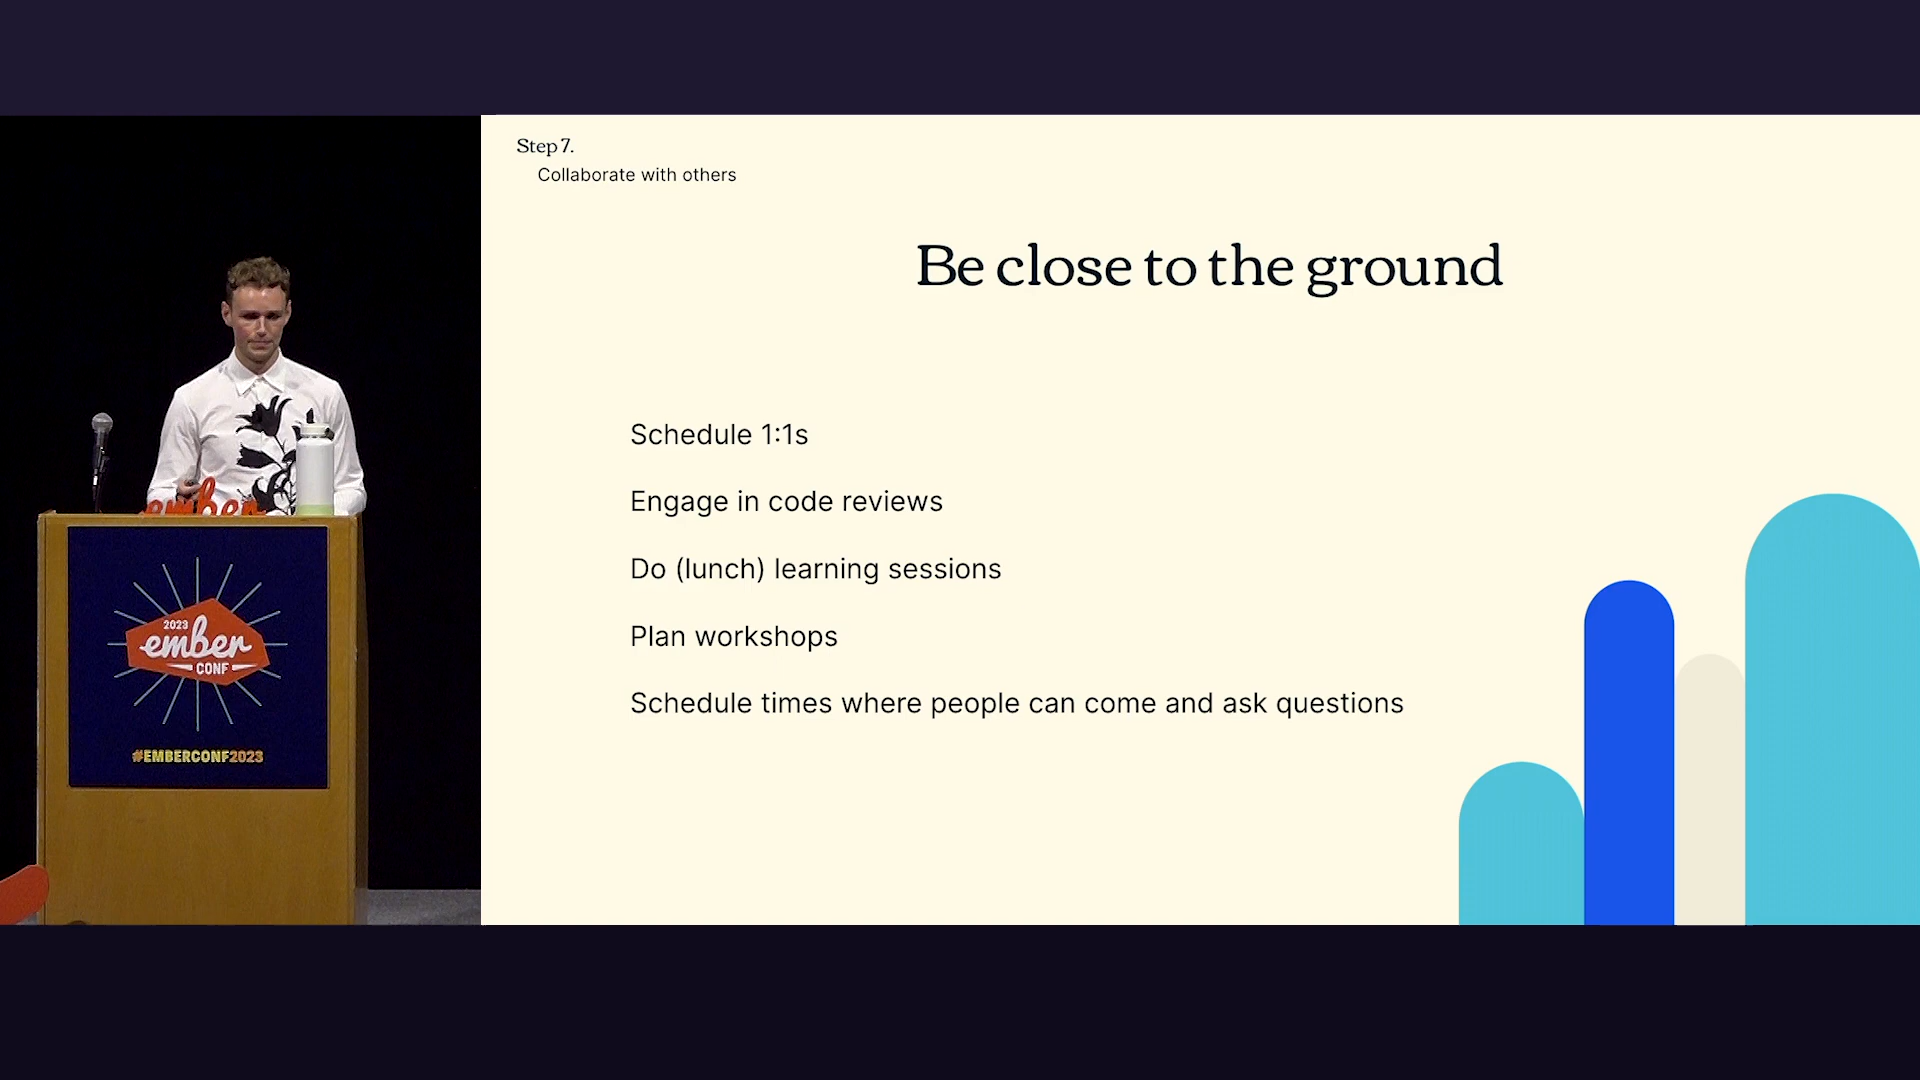 Step 7.
Collaborate with others
Be close to the ground
Schedule 1:1s
Engage in code reviews
Do (lunch) learning sessions
Plan workshops
Schedule times where people can come and ask questions
ember
2023
ember
CONF
#EMBERCONF2023